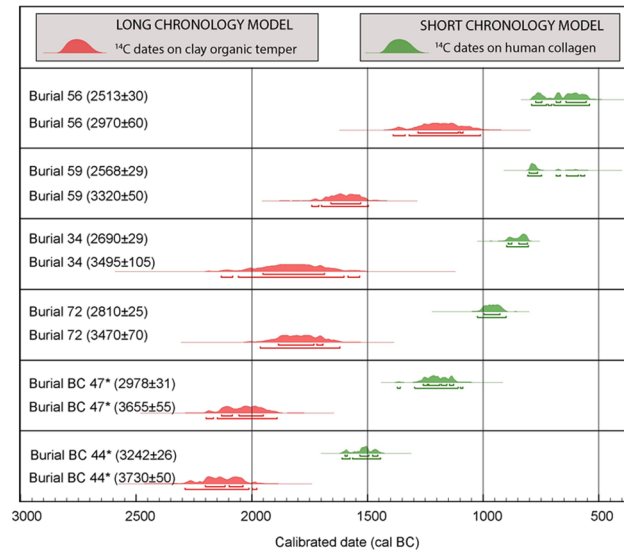 LONG CHRONOLOGY MODEL
¹⁴C dates on clay organic temper
SHORT CHRONOLOGY MODEL
¹⁴C dates on human collagen
Burial 56 (2513±30)
Burial 56 (2970±60)
Burial 59 (2568±29)
Burial 59 (3320±50)
Burial 34 (2690±29)
Burial 34 (3495±105)
Burial 72 (2810±25)
Burial 72 (3470±70)
Burial BC 47* (2978±31)
Burial BC 47* (3655±55)
Burial BC 44* (3242±26)
Burial BC 44* (3730±50)
3000 2500 2000 1500 1000 500
Calibrated date (cal BC)